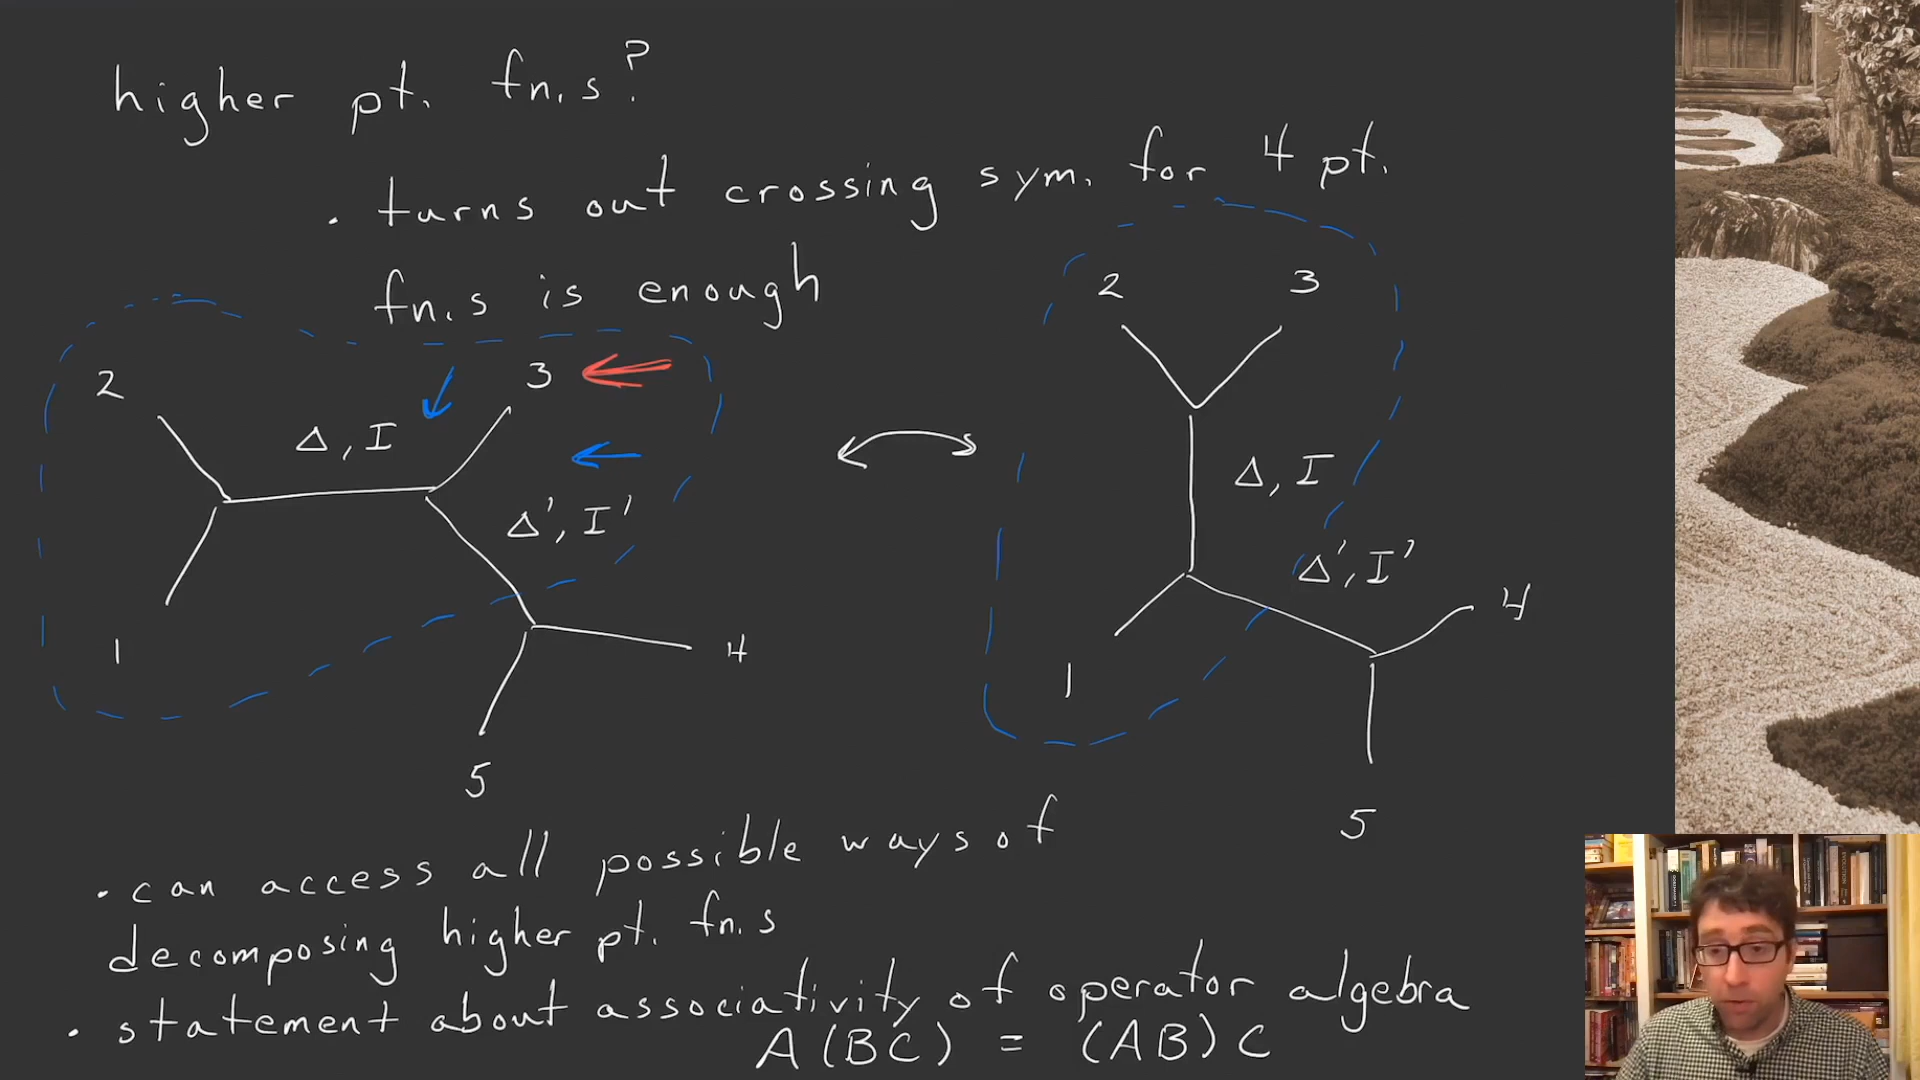 higher pt. fn.s?
• turns out crossing sym. for 4 pt.
fn.s is enough
2 3
Δ, I
Δ', I'
1
4
5
2 3
Δ, I
Δ', I'
4
1
5
• can access all possible ways of
decomposing higher pt. fn.s
• statement about associativity of operator algebra
A(BC) = (AB)C